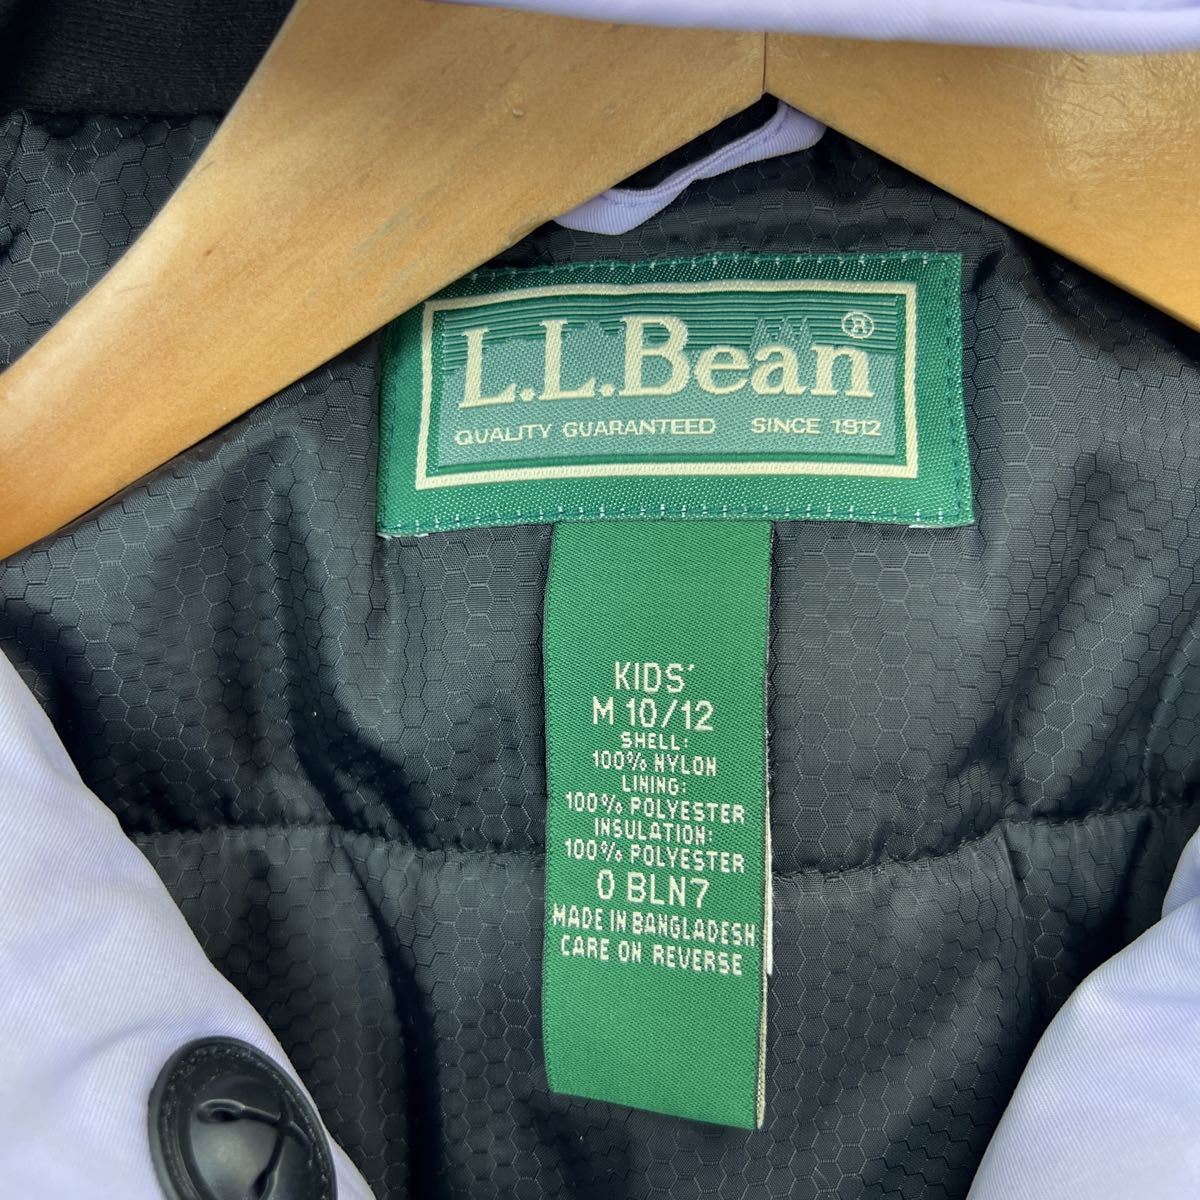 L.L.Bean®
QUALITY GUARANTEED SINCE 1912
KIDS'
M 10/12
SHELL:
100% NYLON
LINING:
100% POLYESTER
INSULATION:
100% POLYESTER
0 BLN7
MADE IN BANGLADESH
CARE ON REVERSE